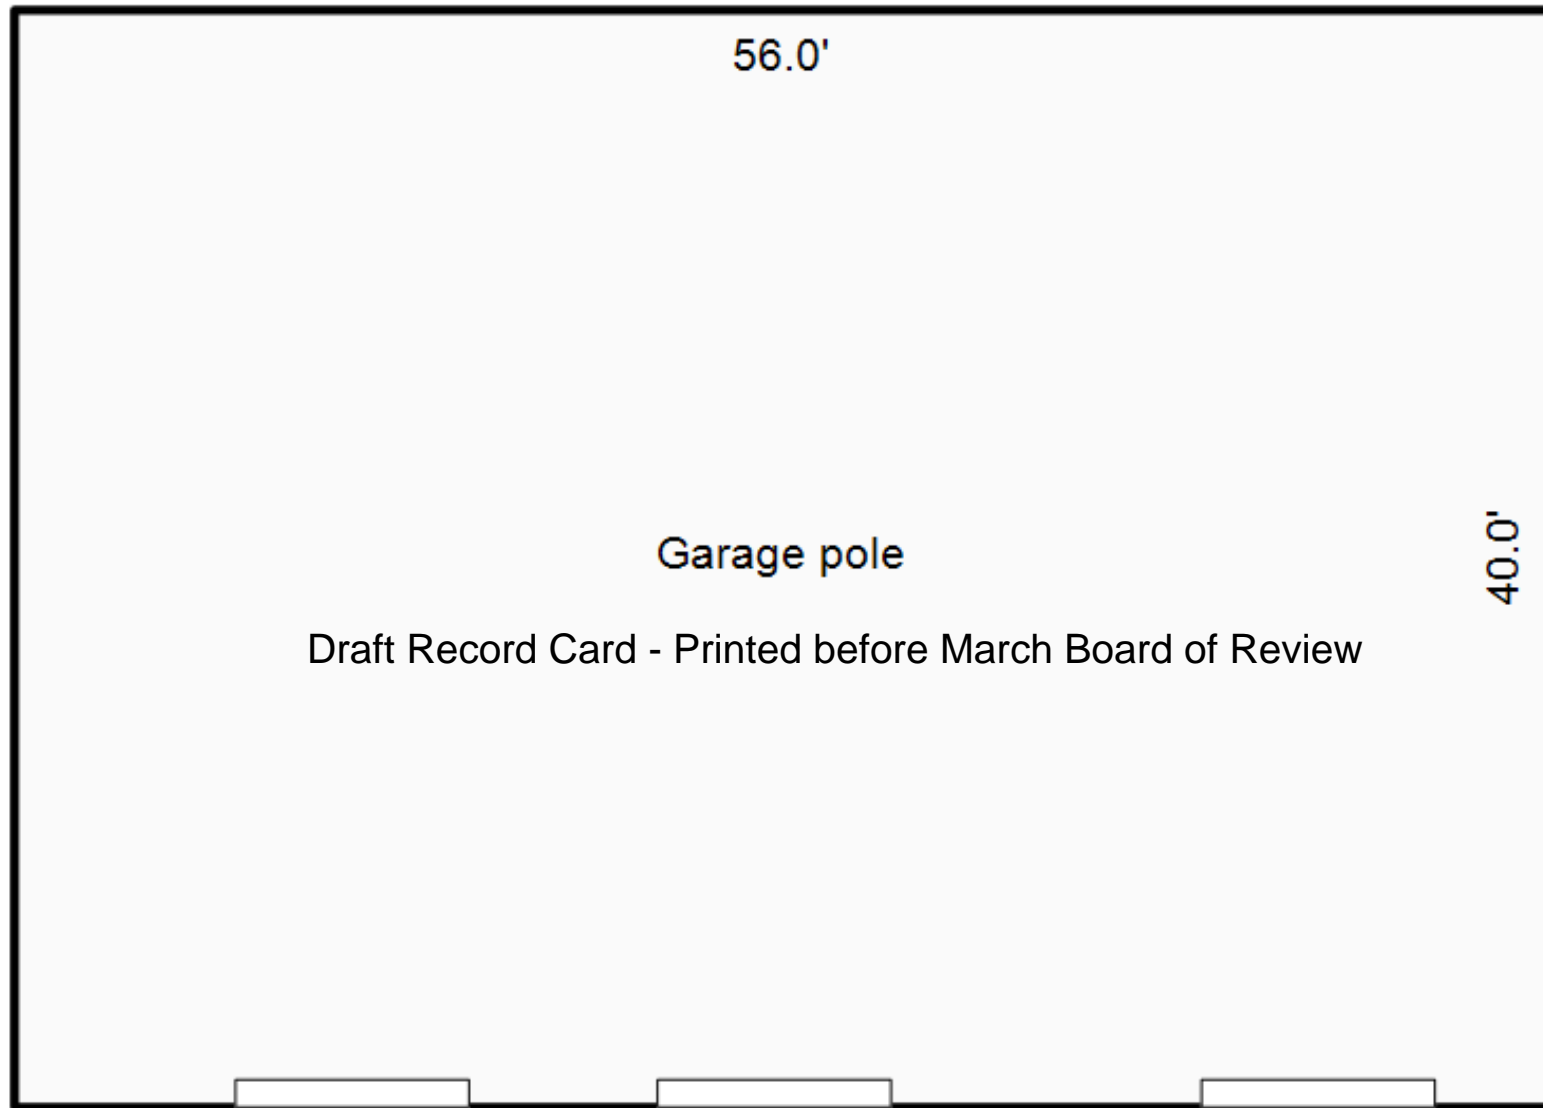 56.0'
Garage pole
40.0'
Draft Record Card - Printed before March Board of Review